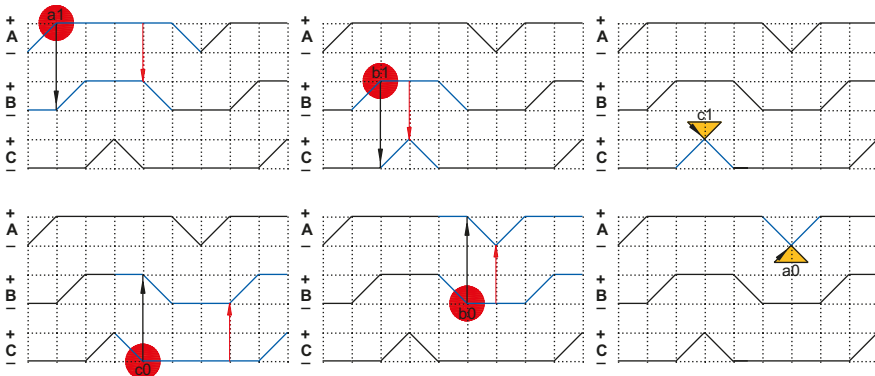 + A − a1
+ B −
+ C −
+ A −
+ B − b1
+ C −
+ A −
+ B −
+ C − c1
+ A −
+ B −
+ C − c0
+ A −
+ B − b0
+ C −
+ A − a0
+ B −
+ C −